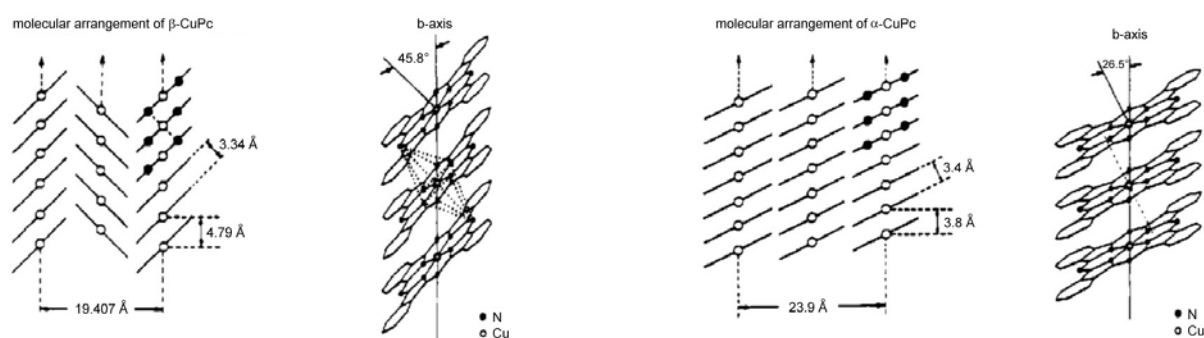 molecular arrangement of β-CuPc
b-axis
45.8°
3.34 Å
4.79 Å
19.407 Å
N
Cu
molecular arrangement of α-CuPc
b-axis
26.5°
3.4 Å
3.8 Å
23.9 Å
N
Cu